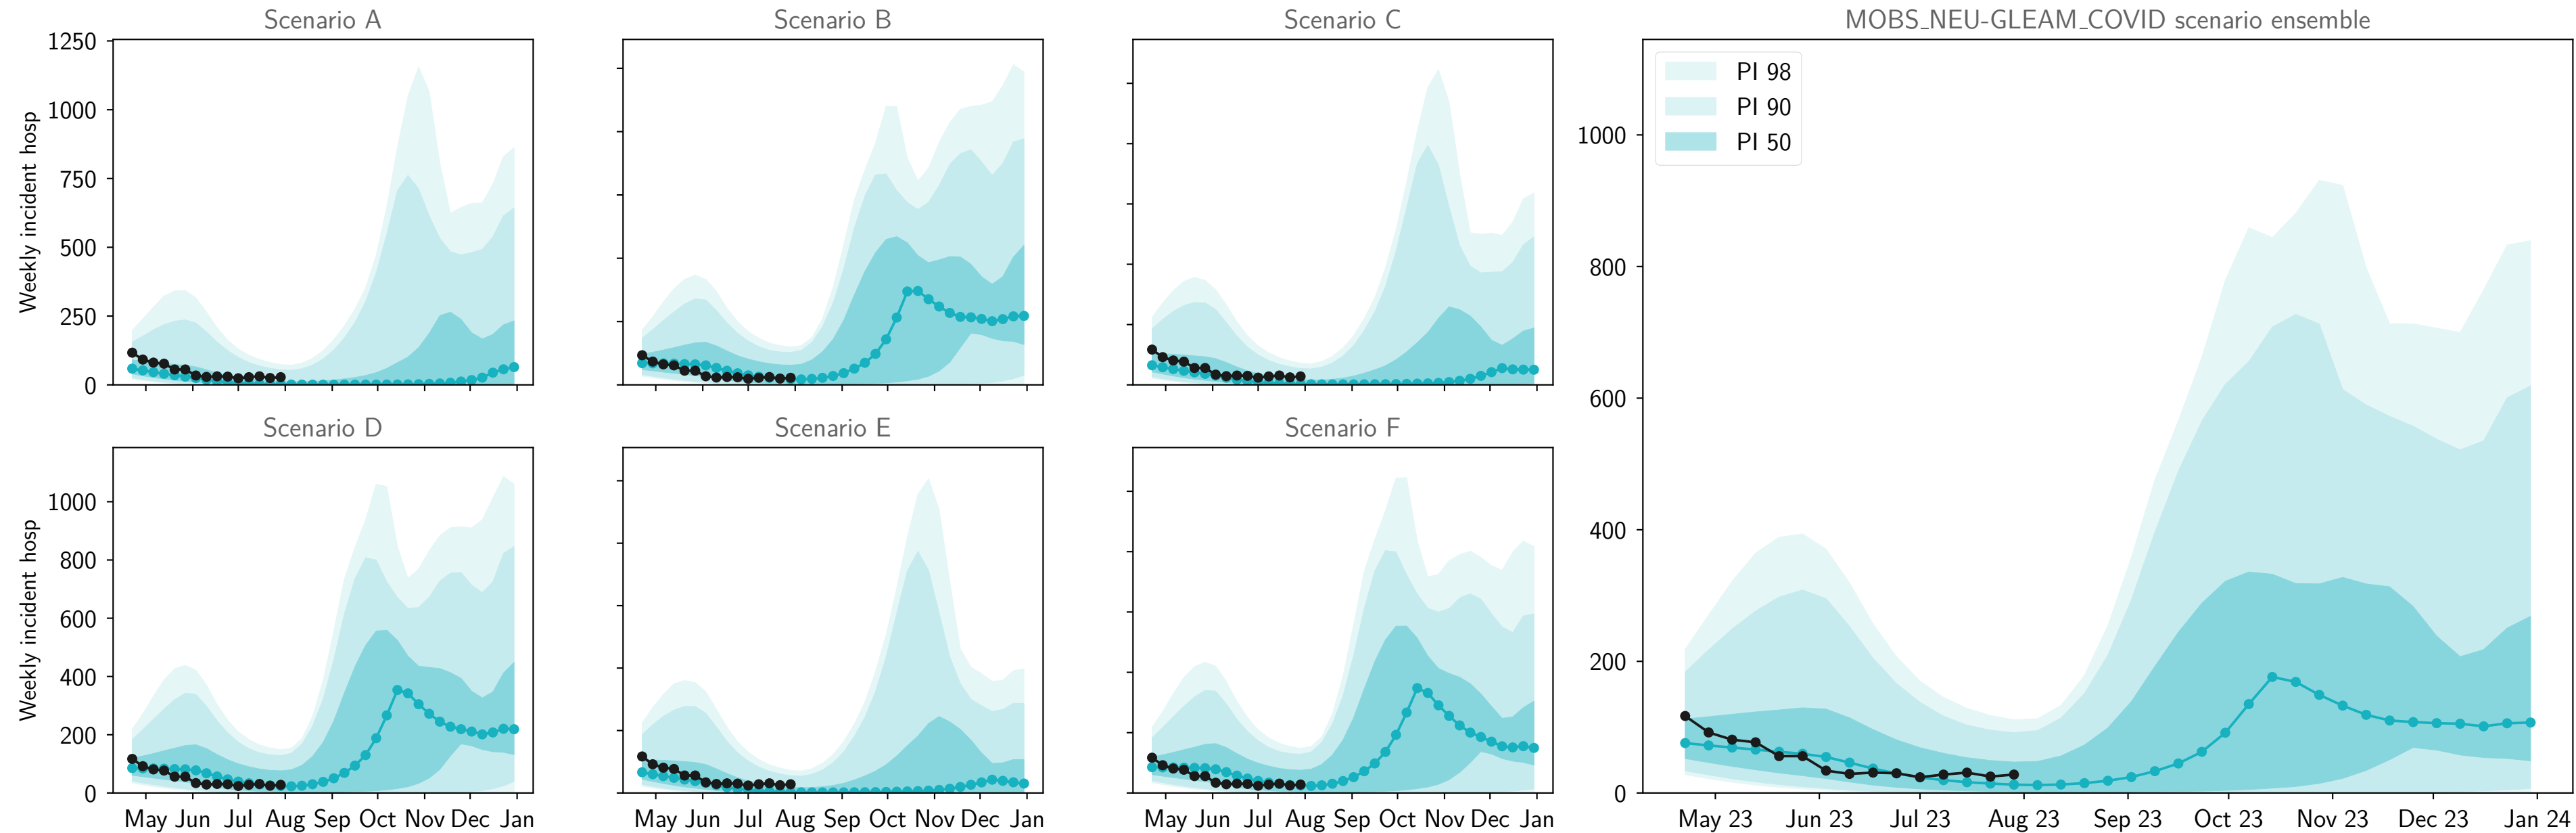 Scenario A
Scenario B
Scenario C
MOBS_NEU-GLEAM_COVID scenario ensemble
Weekly incident hosp
1250
1000
750
500
250
0
PI 98
PI 90
PI 50
1000
800
600
400
200
0
Scenario D
Scenario E
Scenario F
Weekly incident hosp
1000
800
600
400
200
0
May Jun Jul Aug Sep Oct Nov Dec Jan
May Jun Jul Aug Sep Oct Nov Dec Jan
May Jun Jul Aug Sep Oct Nov Dec Jan
May 23 Jun 23 Jul 23 Aug 23 Sep 23 Oct 23 Nov 23 Dec 23 Jan 24